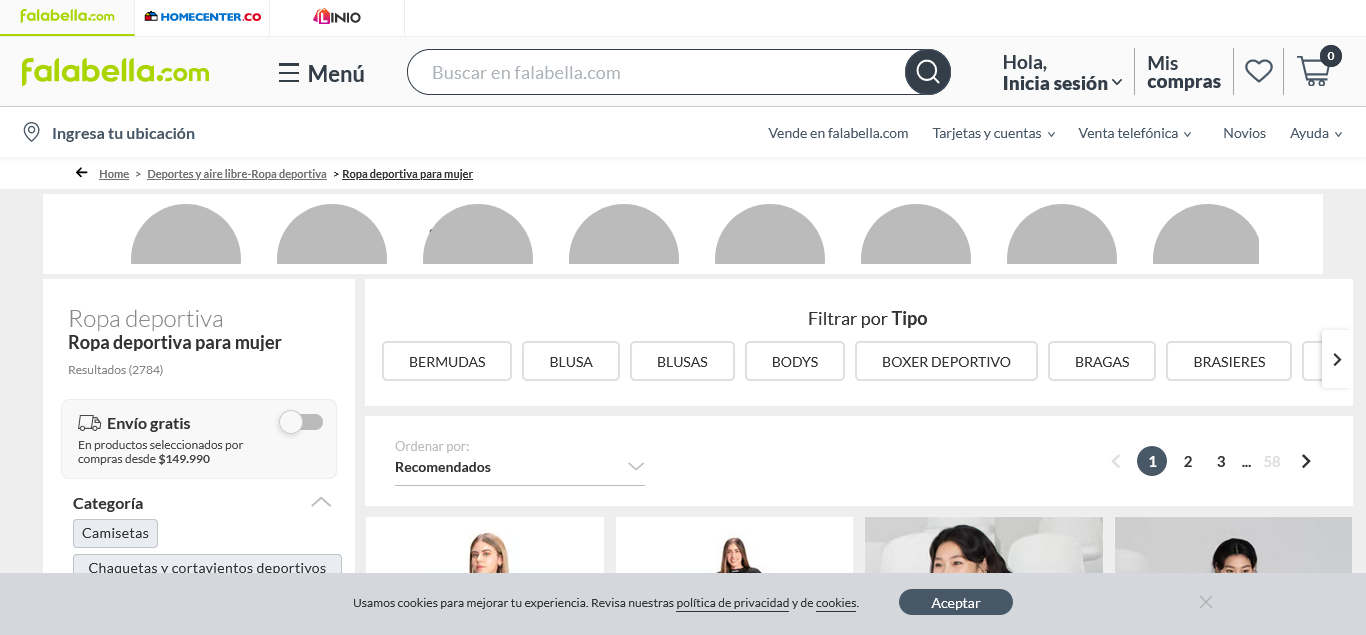 falabella.com
HOMECENTER.CO
LINIO
falabella.com
Menú
Buscar en falabella.com
Hola,
Inicia sesión
Mis
compras
0
Ingresa tu ubicación
Vende en falabella.com
Tarjetas y cuentas
Venta telefónica
Novios
Ayuda
Home > Deportes y aire libre-Ropa deportiva > Ropa deportiva para mujer
Ropa deportiva
Ropa deportiva para mujer
Resultados (2784)
Envío gratis
En productos seleccionados por
compras desde $149.990
Categoría
Camisetas
Chaquetas y cortavientos deportivos
Filtrar por Tipo
BERMUDAS
BLUSA
BLUSAS
BODYS
BOXER DEPORTIVO
BRAGAS
BRASIERES
Ordenar por:
Recomendados
1 2 3 ... 58
Usamos cookies para mejorar tu experiencia. Revisa nuestras política de privacidad y de cookies.
Aceptar